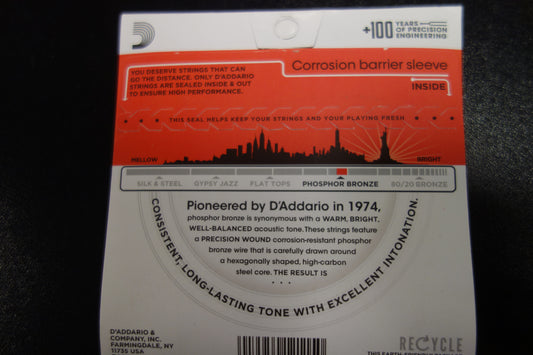 +100 YEARS
OF PRECISION
ENGINEERING
Corrosion barrier sleeve
INSIDE
YOU DESERVE STRINGS THAT CAN
GO THE DISTANCE. ONLY D'ADDARIO
STRINGS ARE SEALED INSIDE & OUT
TO ENSURE HIGH PERFORMANCE.
THIS SEAL HELPS KEEP YOUR STRINGS AND YOUR PLAYING FRESH
MELLOW
BRIGHT
SILK & STEEL
GYPSY JAZZ
FLAT TOPS
PHOSPHOR BRONZE
80/20 BRONZE
Pioneered by D'Addario in 1974,
phosphor bronze is synonymous with a WARM, BRIGHT,
WELL-BALANCED acoustic tone. These strings feature
a PRECISION WOUND corrosion-resistant phosphor
bronze wire that is carefully drawn around
a hexagonally shaped, high-carbon
steel core. THE RESULT IS
. . .
CONSISTENT, LONG-LASTING TONE WITH EXCELLENT INTONATION.
D'ADDARIO &
COMPANY, INC.
FARMINGDALE, NY
11735 USA
RECYCLE